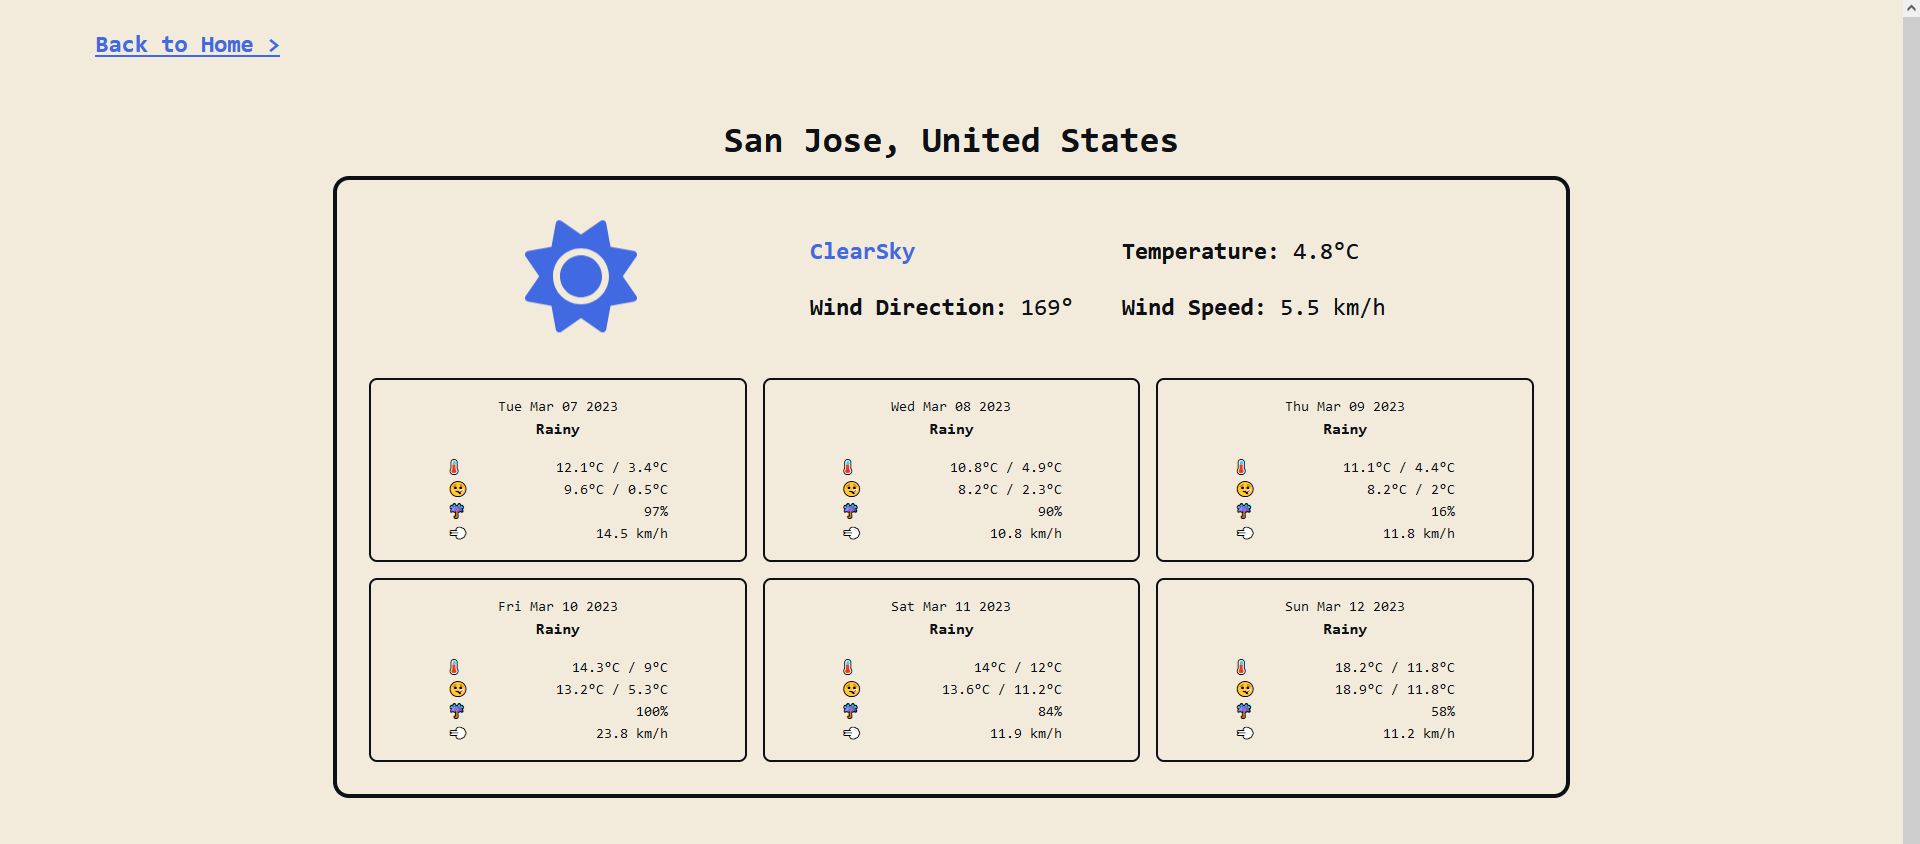 Back to Home >
San Jose, United States
ClearSky
Temperature: 4.8°C
Wind Direction: 169°
Wind Speed: 5.5 km/h
Tue Mar 07 2023
Rainy
12.1°C / 3.4°C
9.6°C / 0.5°C
97%
14.5 km/h
Wed Mar 08 2023
Rainy
10.8°C / 4.9°C
8.2°C / 2.3°C
90%
10.8 km/h
Thu Mar 09 2023
Rainy
11.1°C / 4.4°C
8.2°C / 2°C
16%
11.8 km/h
Fri Mar 10 2023
Rainy
14.3°C / 9°C
13.2°C / 5.3°C
100%
23.8 km/h
Sat Mar 11 2023
Rainy
14°C / 12°C
13.6°C / 11.2°C
84%
11.9 km/h
Sun Mar 12 2023
Rainy
18.2°C / 11.8°C
18.9°C / 11.8°C
58%
11.2 km/h